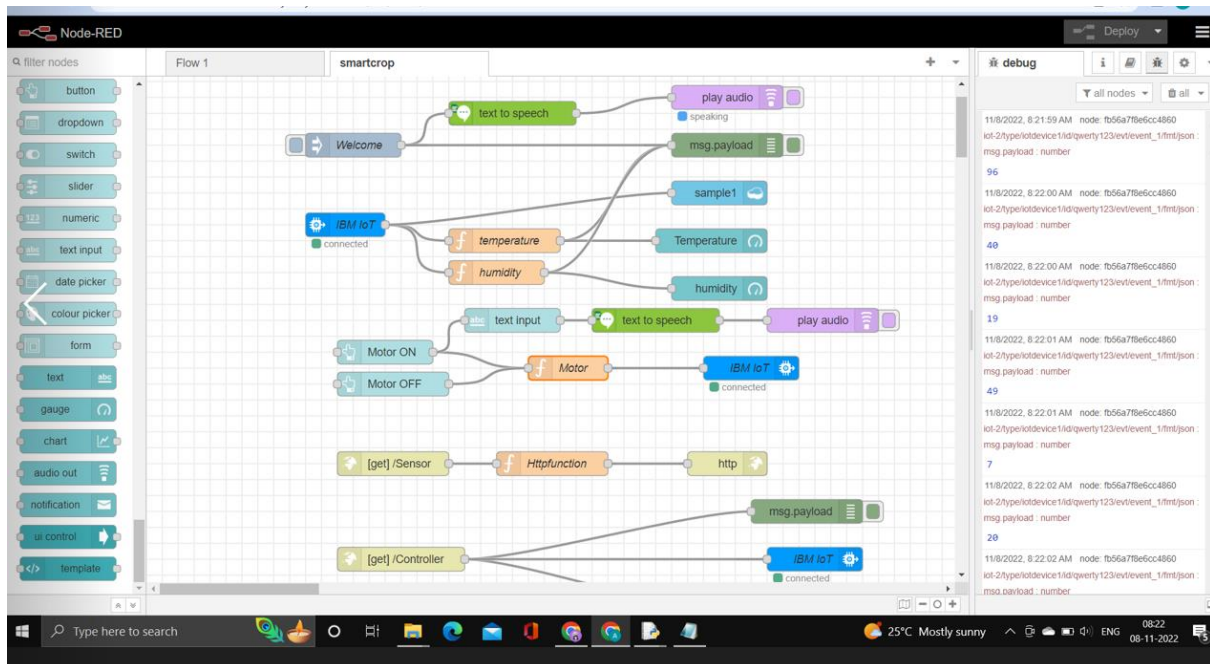 Node-RED
Deploy
filter nodes
Flow 1
smartcrop
debug
all nodes
all
button
dropdown
switch
slider
numeric
text input
date picker
colour picker
form
text
gauge
chart
audio out
notification
ui control
template
text to speech
play audio
speaking
Welcome
msg.payload
sample1
IBM IoT
connected
temperature
Temperature
humidity
humidity
text input
text to speech
play audio
Motor ON
Motor
IBM IoT
connected
Motor OFF
[get] /Sensor
Httpfunction
http
msg.payload
[get] /Controller
IBM IoT
connected
11/8/2022, 8:21:59 AM node: fb56a7f8e6cc4860
iot-2/type/iotdevice1/id/qwerty123/evt/event_1/fmt/json :
msg.payload : number
96
11/8/2022, 8:22:00 AM node: fb56a7f8e6cc4860
iot-2/type/iotdevice1/id/qwerty123/evt/event_1/fmt/json :
msg.payload : number
40
11/8/2022, 8:22:00 AM node: fb56a7f8e6cc4860
iot-2/type/iotdevice1/id/qwerty123/evt/event_1/fmt/json :
msg.payload : number
19
11/8/2022, 8:22:01 AM node: fb56a7f8e6cc4860
iot-2/type/iotdevice1/id/qwerty123/evt/event_1/fmt/json :
msg.payload : number
49
11/8/2022, 8:22:01 AM node: fb56a7f8e6cc4860
iot-2/type/iotdevice1/id/qwerty123/evt/event_1/fmt/json :
msg.payload : number
7
11/8/2022, 8:22:02 AM node: fb56a7f8e6cc4860
iot-2/type/iotdevice1/id/qwerty123/evt/event_1/fmt/json :
msg.payload : number
20
11/8/2022, 8:22:02 AM node: fb56a7f8e6cc4860
iot-2/type/iotdevice1/id/qwerty123/evt/event_1/fmt/json :
msg.payload : number
Type here to search
25°C Mostly sunny
ENG
08:22
08-11-2022